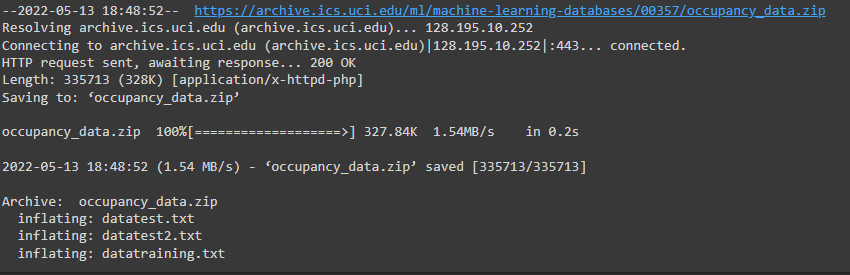 --2022-05-13 18:48:52--  https://archive.ics.uci.edu/ml/machine-learning-databases/00357/occupancy_data.zip
Resolving archive.ics.uci.edu (archive.ics.uci.edu)... 128.195.10.252
Connecting to archive.ics.uci.edu (archive.ics.uci.edu)|128.195.10.252|:443... connected.
HTTP request sent, awaiting response... 200 OK
Length: 335713 (328K) [application/x-httpd-php]
Saving to: ‘occupancy_data.zip’
occupancy_data.zip  100%[===================>] 327.84K  1.54MB/s    in 0.2s
2022-05-13 18:48:52 (1.54 MB/s) - ‘occupancy_data.zip’ saved [335713/335713]
Archive:  occupancy_data.zip
  inflating: datatest.txt
  inflating: datatest2.txt
  inflating: datatraining.txt